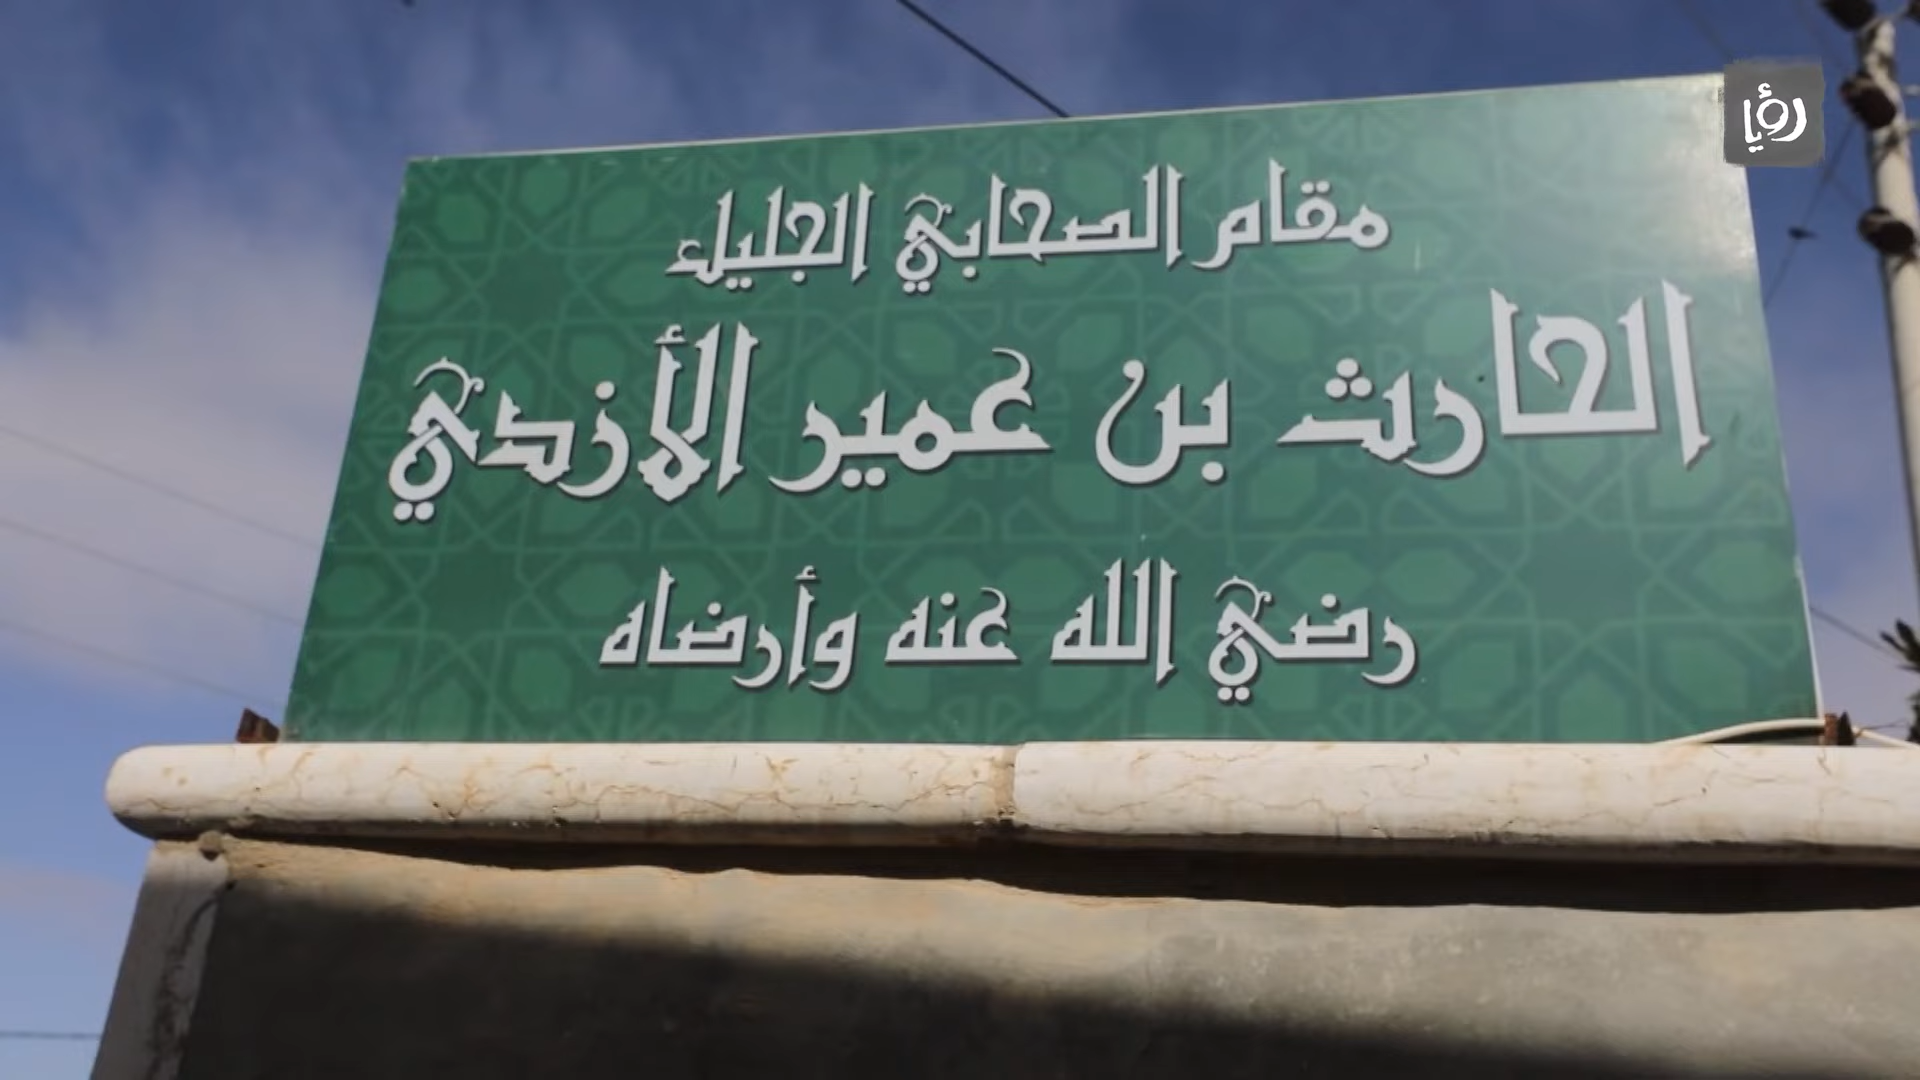 رؤيا
مقام الصحابي الجليل
الحارث بن عمير الأزدي
رضي الله عنه وأرضاه